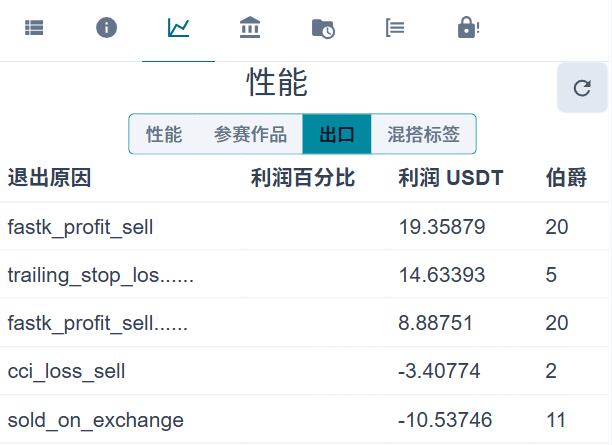 性能
性能 参赛作品 出口 混搭标签
退出原因 利润百分比 利润 USDT 伯爵
fastk_profit_sell 19.35879 20
trailing_stop_los...... 14.63393 5
fastk_profit_sell...... 8.88751 20
cci_loss_sell -3.40774 2
sold_on_exchange -10.53746 11